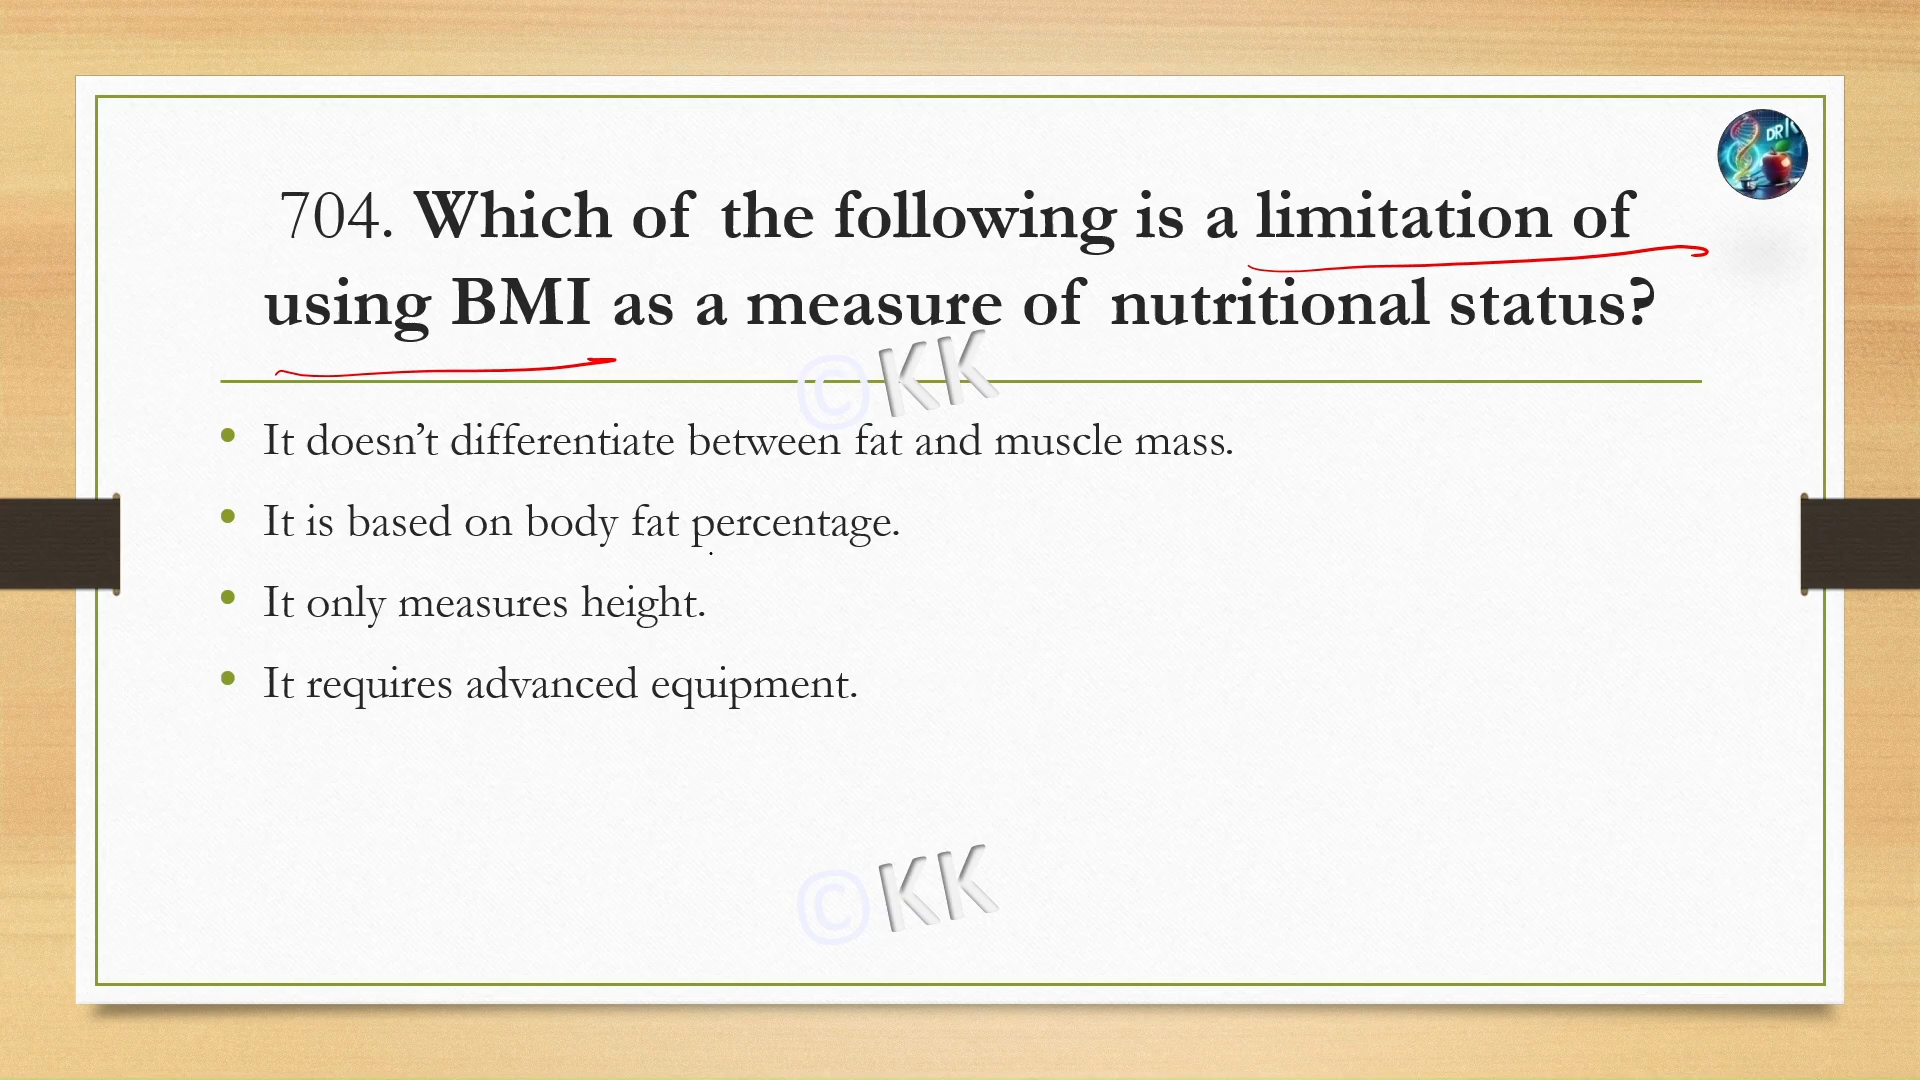 704. Which of the following is a limitation of
using BMI as a measure of nutritional status?
©KK
It doesn’t differentiate between fat and muscle mass.
It is based on body fat percentage.
It only measures height.
It requires advanced equipment.
©KK